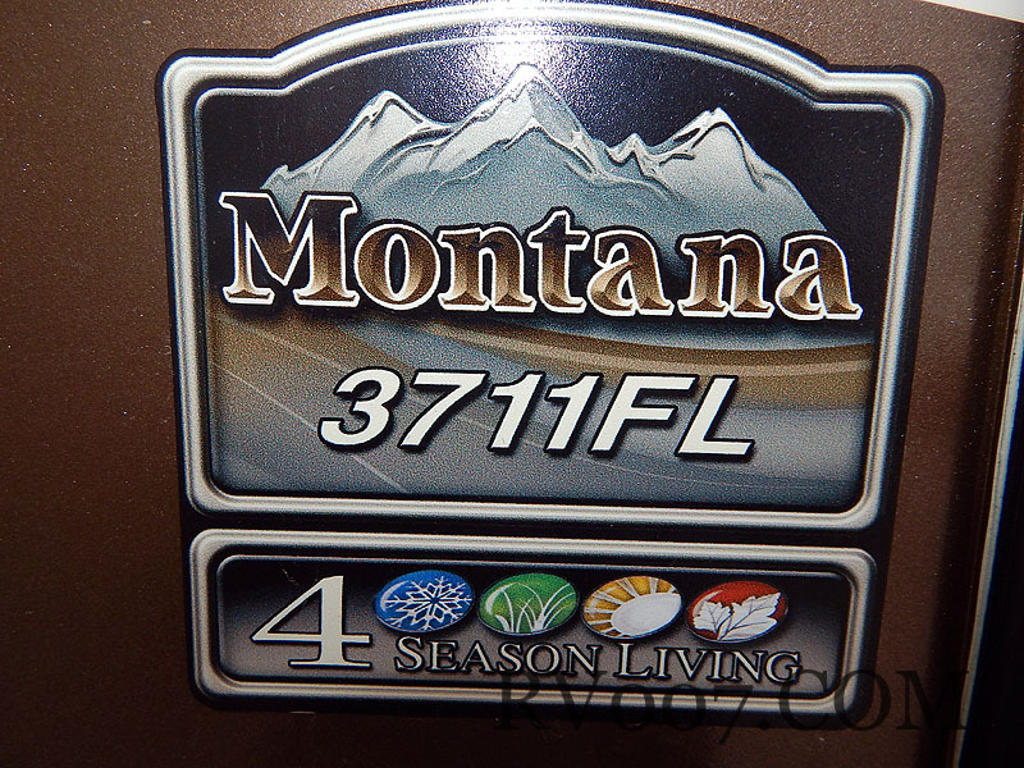 Montana
3711FL
4 SEASON LIVING
RV007.COM